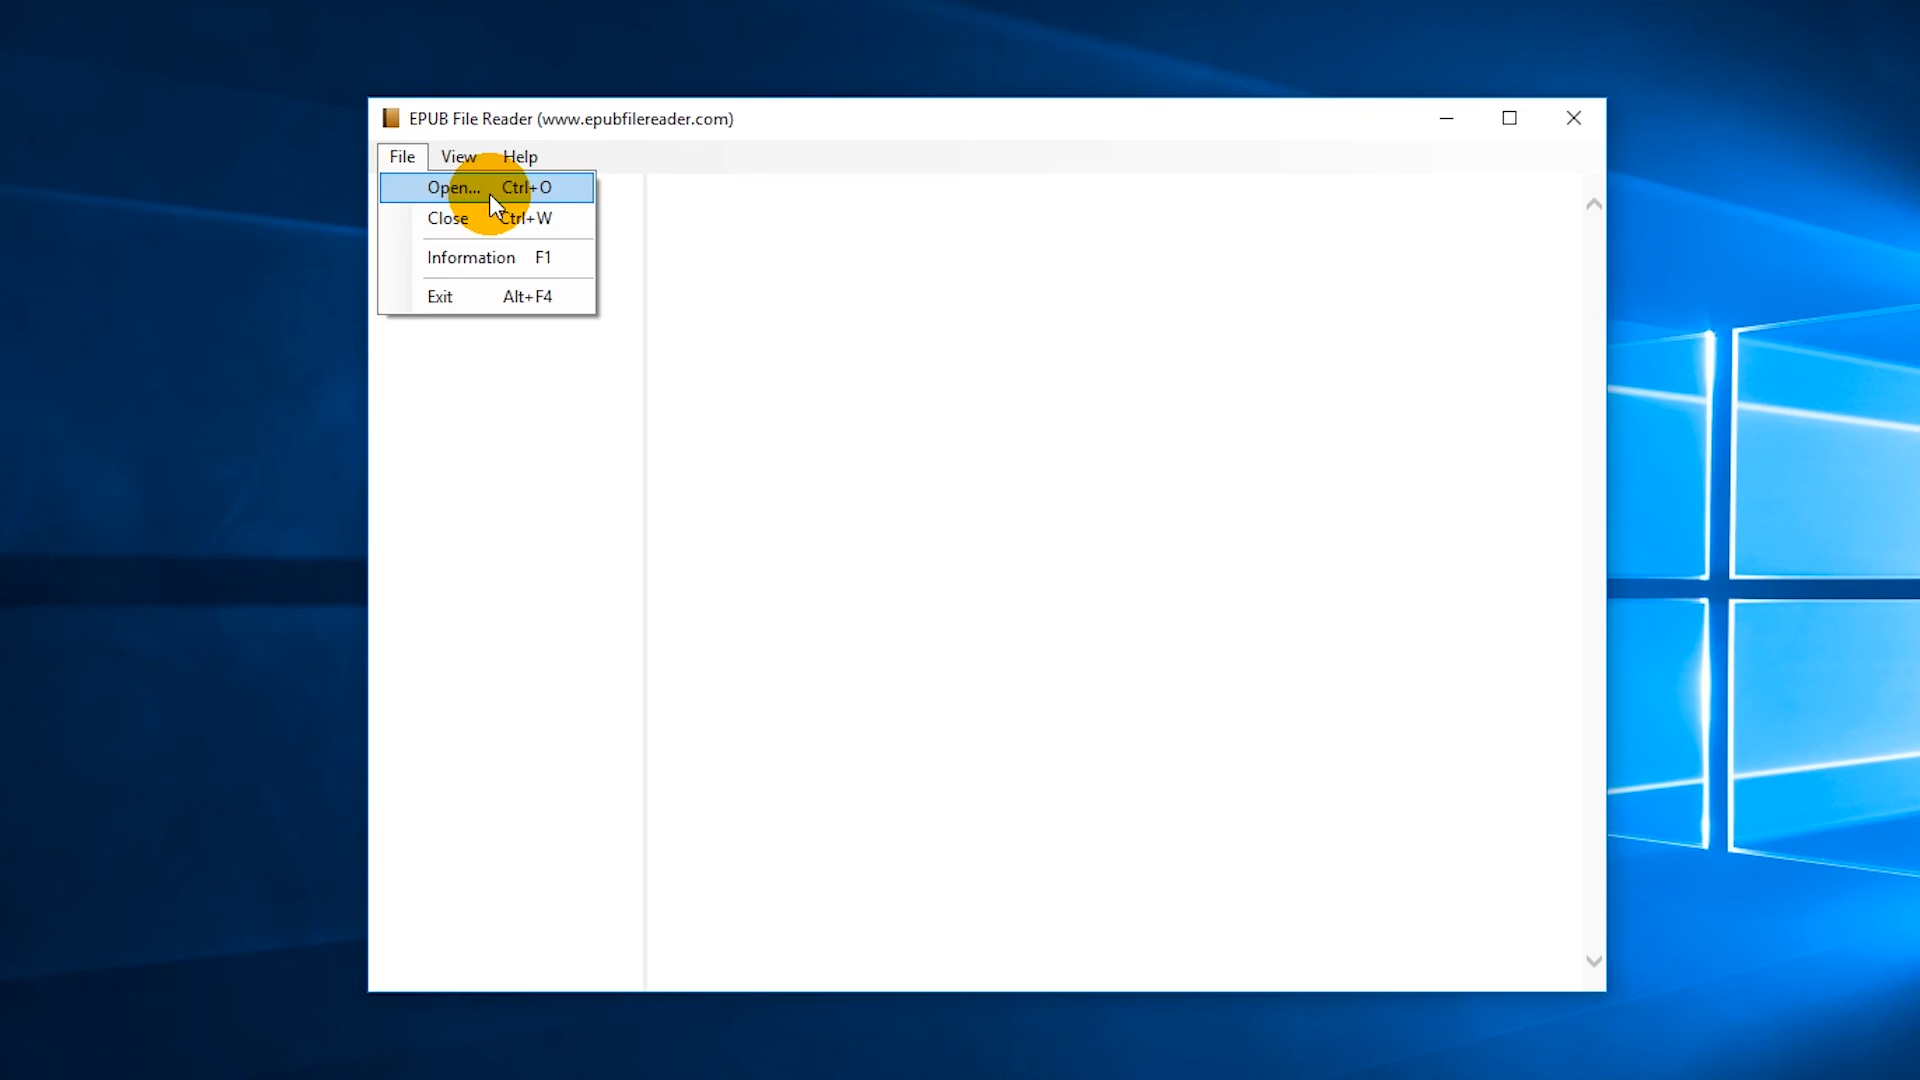 EPUB File Reader (www.epubfilereader.com)
File View Help
Open... Ctrl+O
Close Ctrl+W
Information F1
Exit Alt+F4